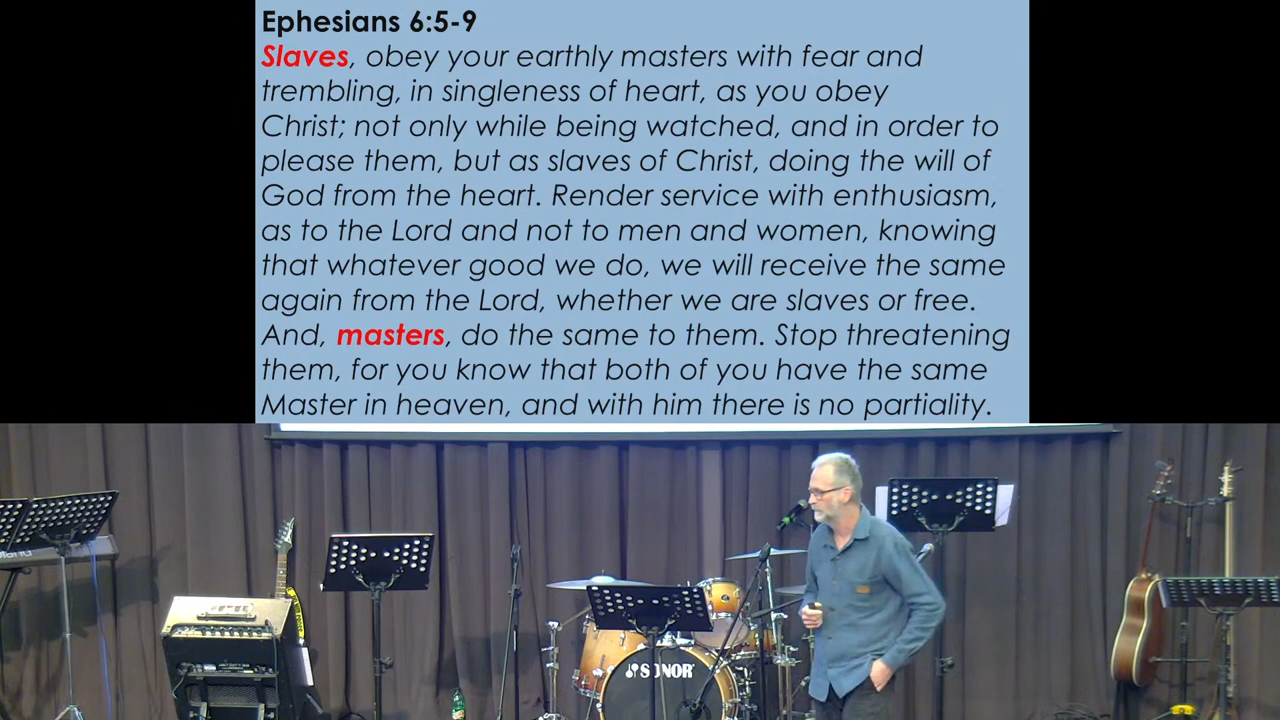 Ephesians 6:5-9
Slaves, obey your earthly masters with fear and
trembling, in singleness of heart, as you obey
Christ; not only while being watched, and in order to
please them, but as slaves of Christ, doing the will of
God from the heart. Render service with enthusiasm,
as to the Lord and not to men and women, knowing
that whatever good we do, we will receive the same
again from the Lord, whether we are slaves or free.
And, masters, do the same to them. Stop threatening
them, for you know that both of you have the same
Master in heaven, and with him there is no partiality.
SONOR